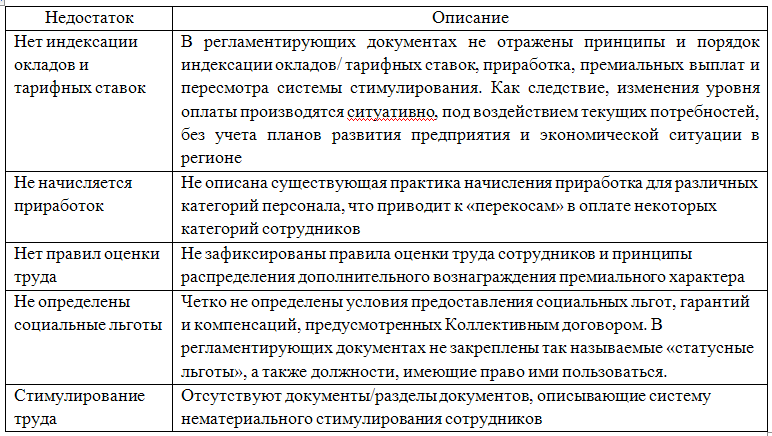 Недостаток
Описание
Нет индексации
окладов и
тарифных ставок
В регламентирующих документах не отражены принципы и порядок
индексации окладов/ тарифных ставок, приработка, премиальных выплат и
пересмотра системы стимулирования. Как следствие, изменения уровня
оплаты производятся ситуативно, под воздействием текущих потребностей,
без учета планов развития предприятия и экономической ситуации в
регионе
Не начисляется
приработок
Не описана существующая практика начисления приработка для различных
категорий персонала, что приводит к «перекосам» в оплате некоторых
категорий сотрудников
Нет правил оценки
труда
Не зафиксированы правила оценки труда сотрудников и принципы
распределения дополнительного вознаграждения премиального характера
Не определены
социальные льготы
Четко не определены условия предоставления социальных льгот, гарантий
и компенсаций, предусмотренных Коллективным договором. В
регламентирующих документах не закреплены так называемые «статусные
льготы», а также должности, имеющие право ими пользоваться.
Стимулирование
труда
Отсутствуют документы/разделы документов, описывающие систему
нематериального стимулирования сотрудников